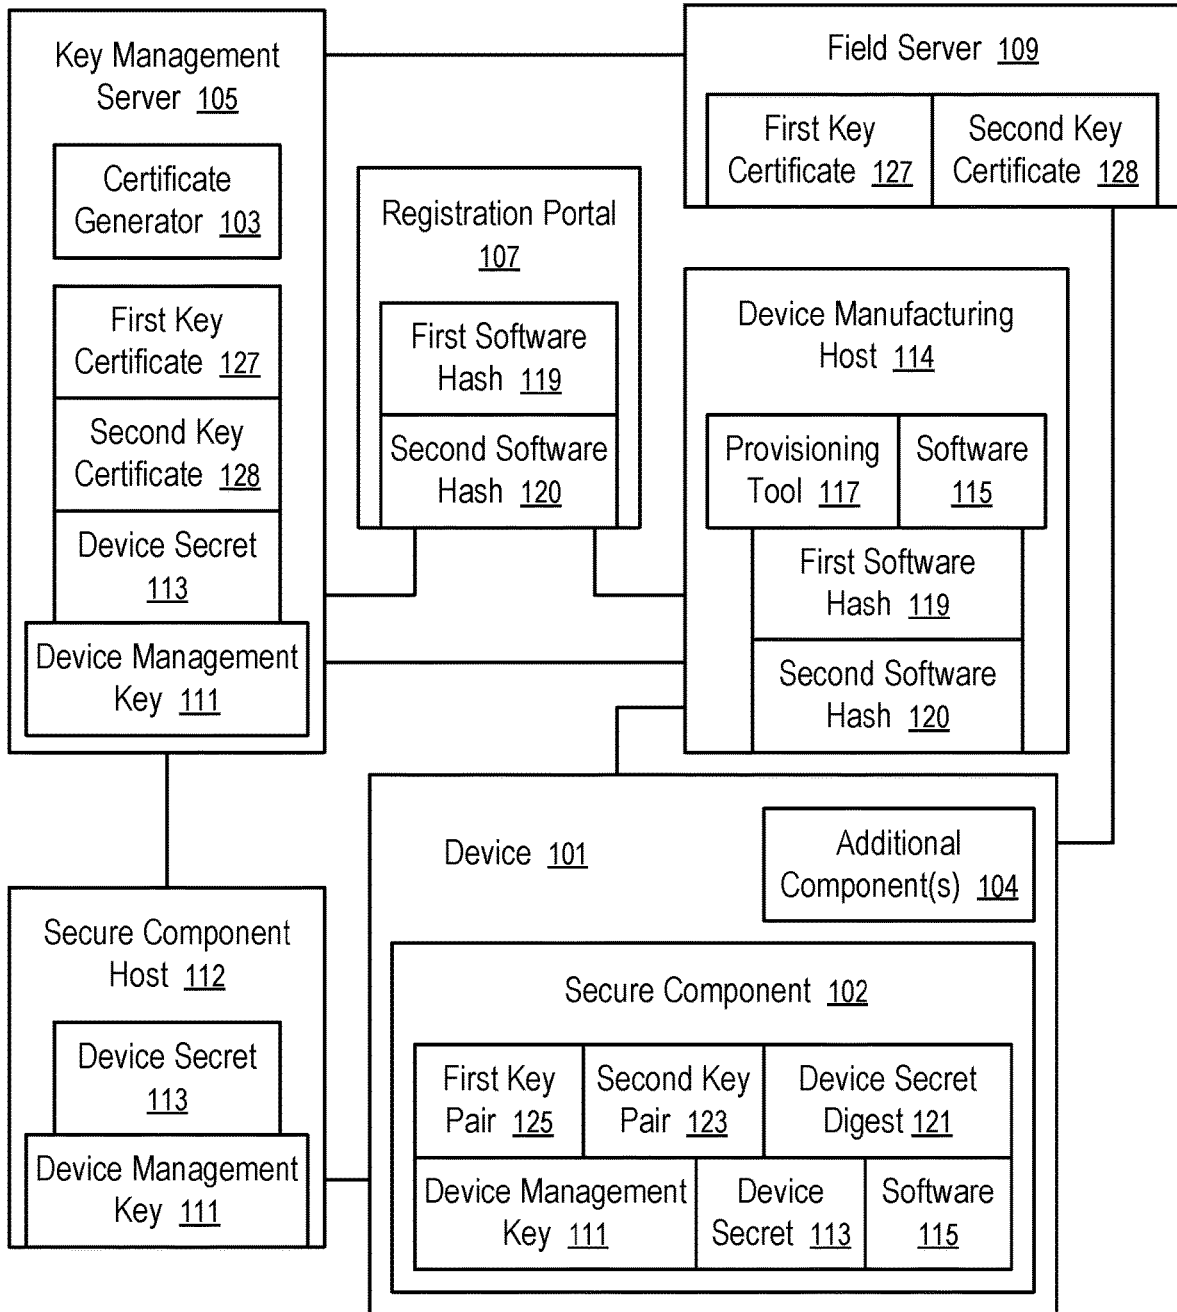 Key Management
Server 105
Certificate
Generator 103
First Key
Certificate 127
Second Key
Certificate 128
Device Secret
113
Device Management
Key 111
Registration Portal
107
First Software
Hash 119
Second Software
Hash 120
Field Server 109
First Key
Certificate 127
Second Key
Certificate 128
Device Manufacturing
Host 114
Provisioning
Tool 117
Software
115
First Software
Hash 119
Second Software
Hash 120
Secure Component
Host 112
Device Secret
113
Device Management
Key 111
Device 101
Additional
Component(s) 104
Secure Component 102
First Key
Pair 125
Second Key
Pair 123
Device Secret
Digest 121
Device Management
Key 111
Device
Secret 113
Software
115